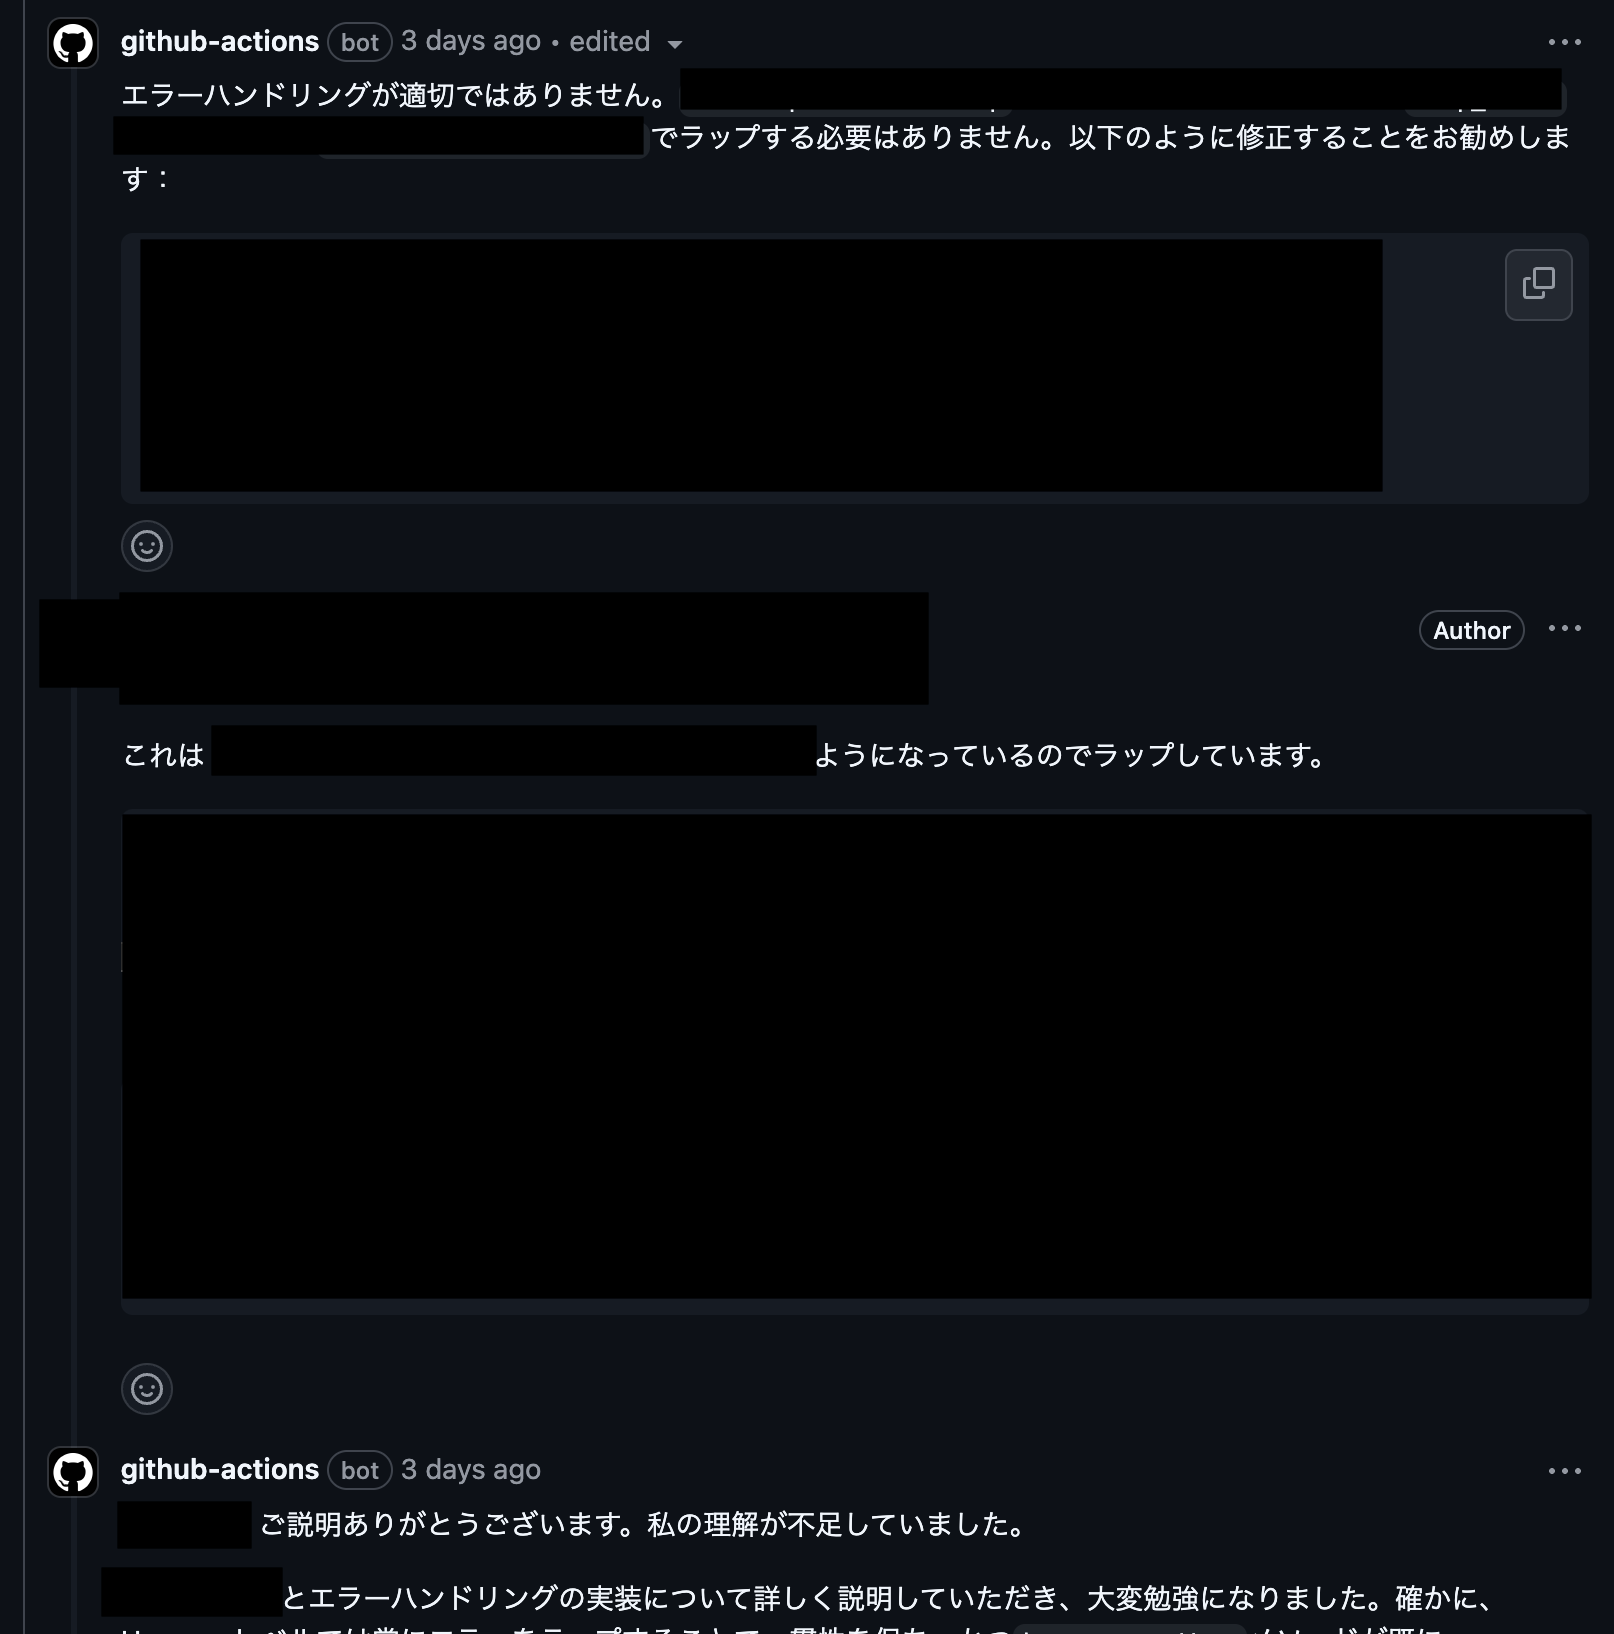 github-actions bot 3 days ago • edited
エラーハンドリングが適切ではありません。
でラップする必要はありません。以下のように修正することをお勧めしま
す：
Author
これは ようになっているのでラップしています。
github-actions bot 3 days ago
ご説明ありがとうございます。私の理解が不足していました。
とエラーハンドリングの実装について詳しく説明していただき、大変勉強になりました。確かに、